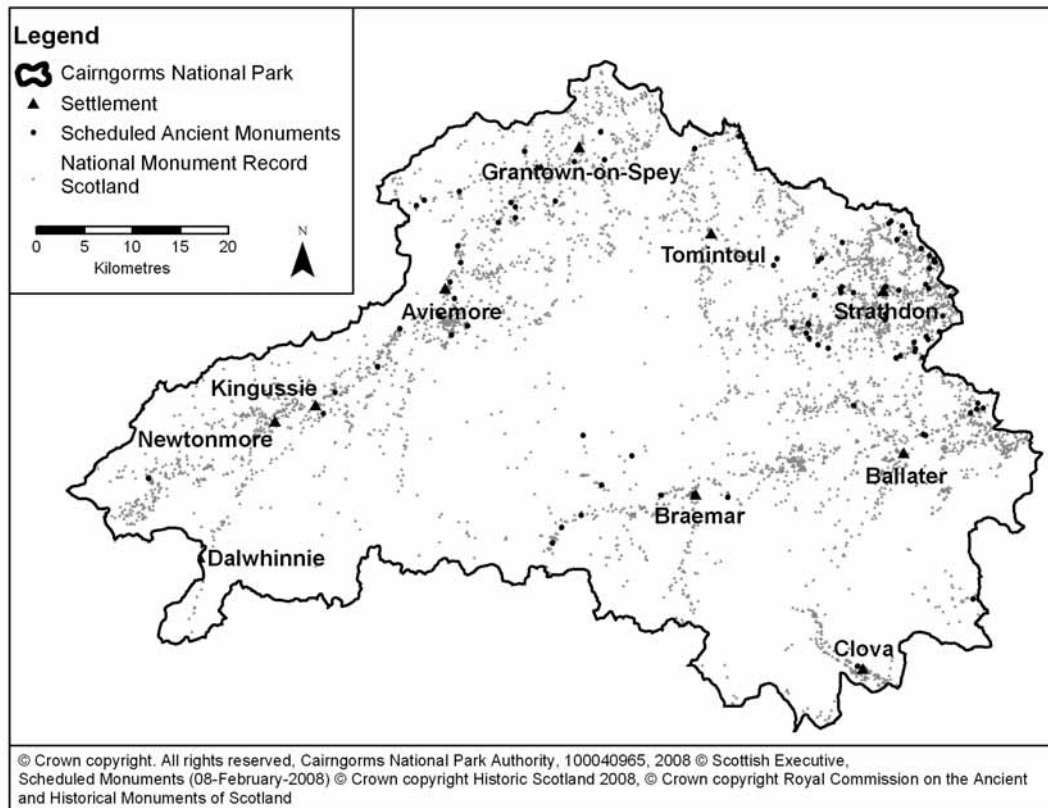 Legend
Cairngorms National Park
Settlement
Scheduled Ancient Monuments
National Monument Record
Scotland
0 5 10 15 20
Kilometres
N
Grantown-on-Spey
Tomintoul
Strathdon
Aviemore
Kingussie
Newtonmore
Ballater
Braemar
Dalwhinnie
Clova
© Crown copyright. All rights reserved, Cairngorms National Park Authority, 100040965, 2008 © Scottish Executive,
Scheduled Monuments (08-February-2008) © Crown copyright Historic Scotland 2008, © Crown copyright Royal Commission on the Ancient
and Historical Monuments of Scotland